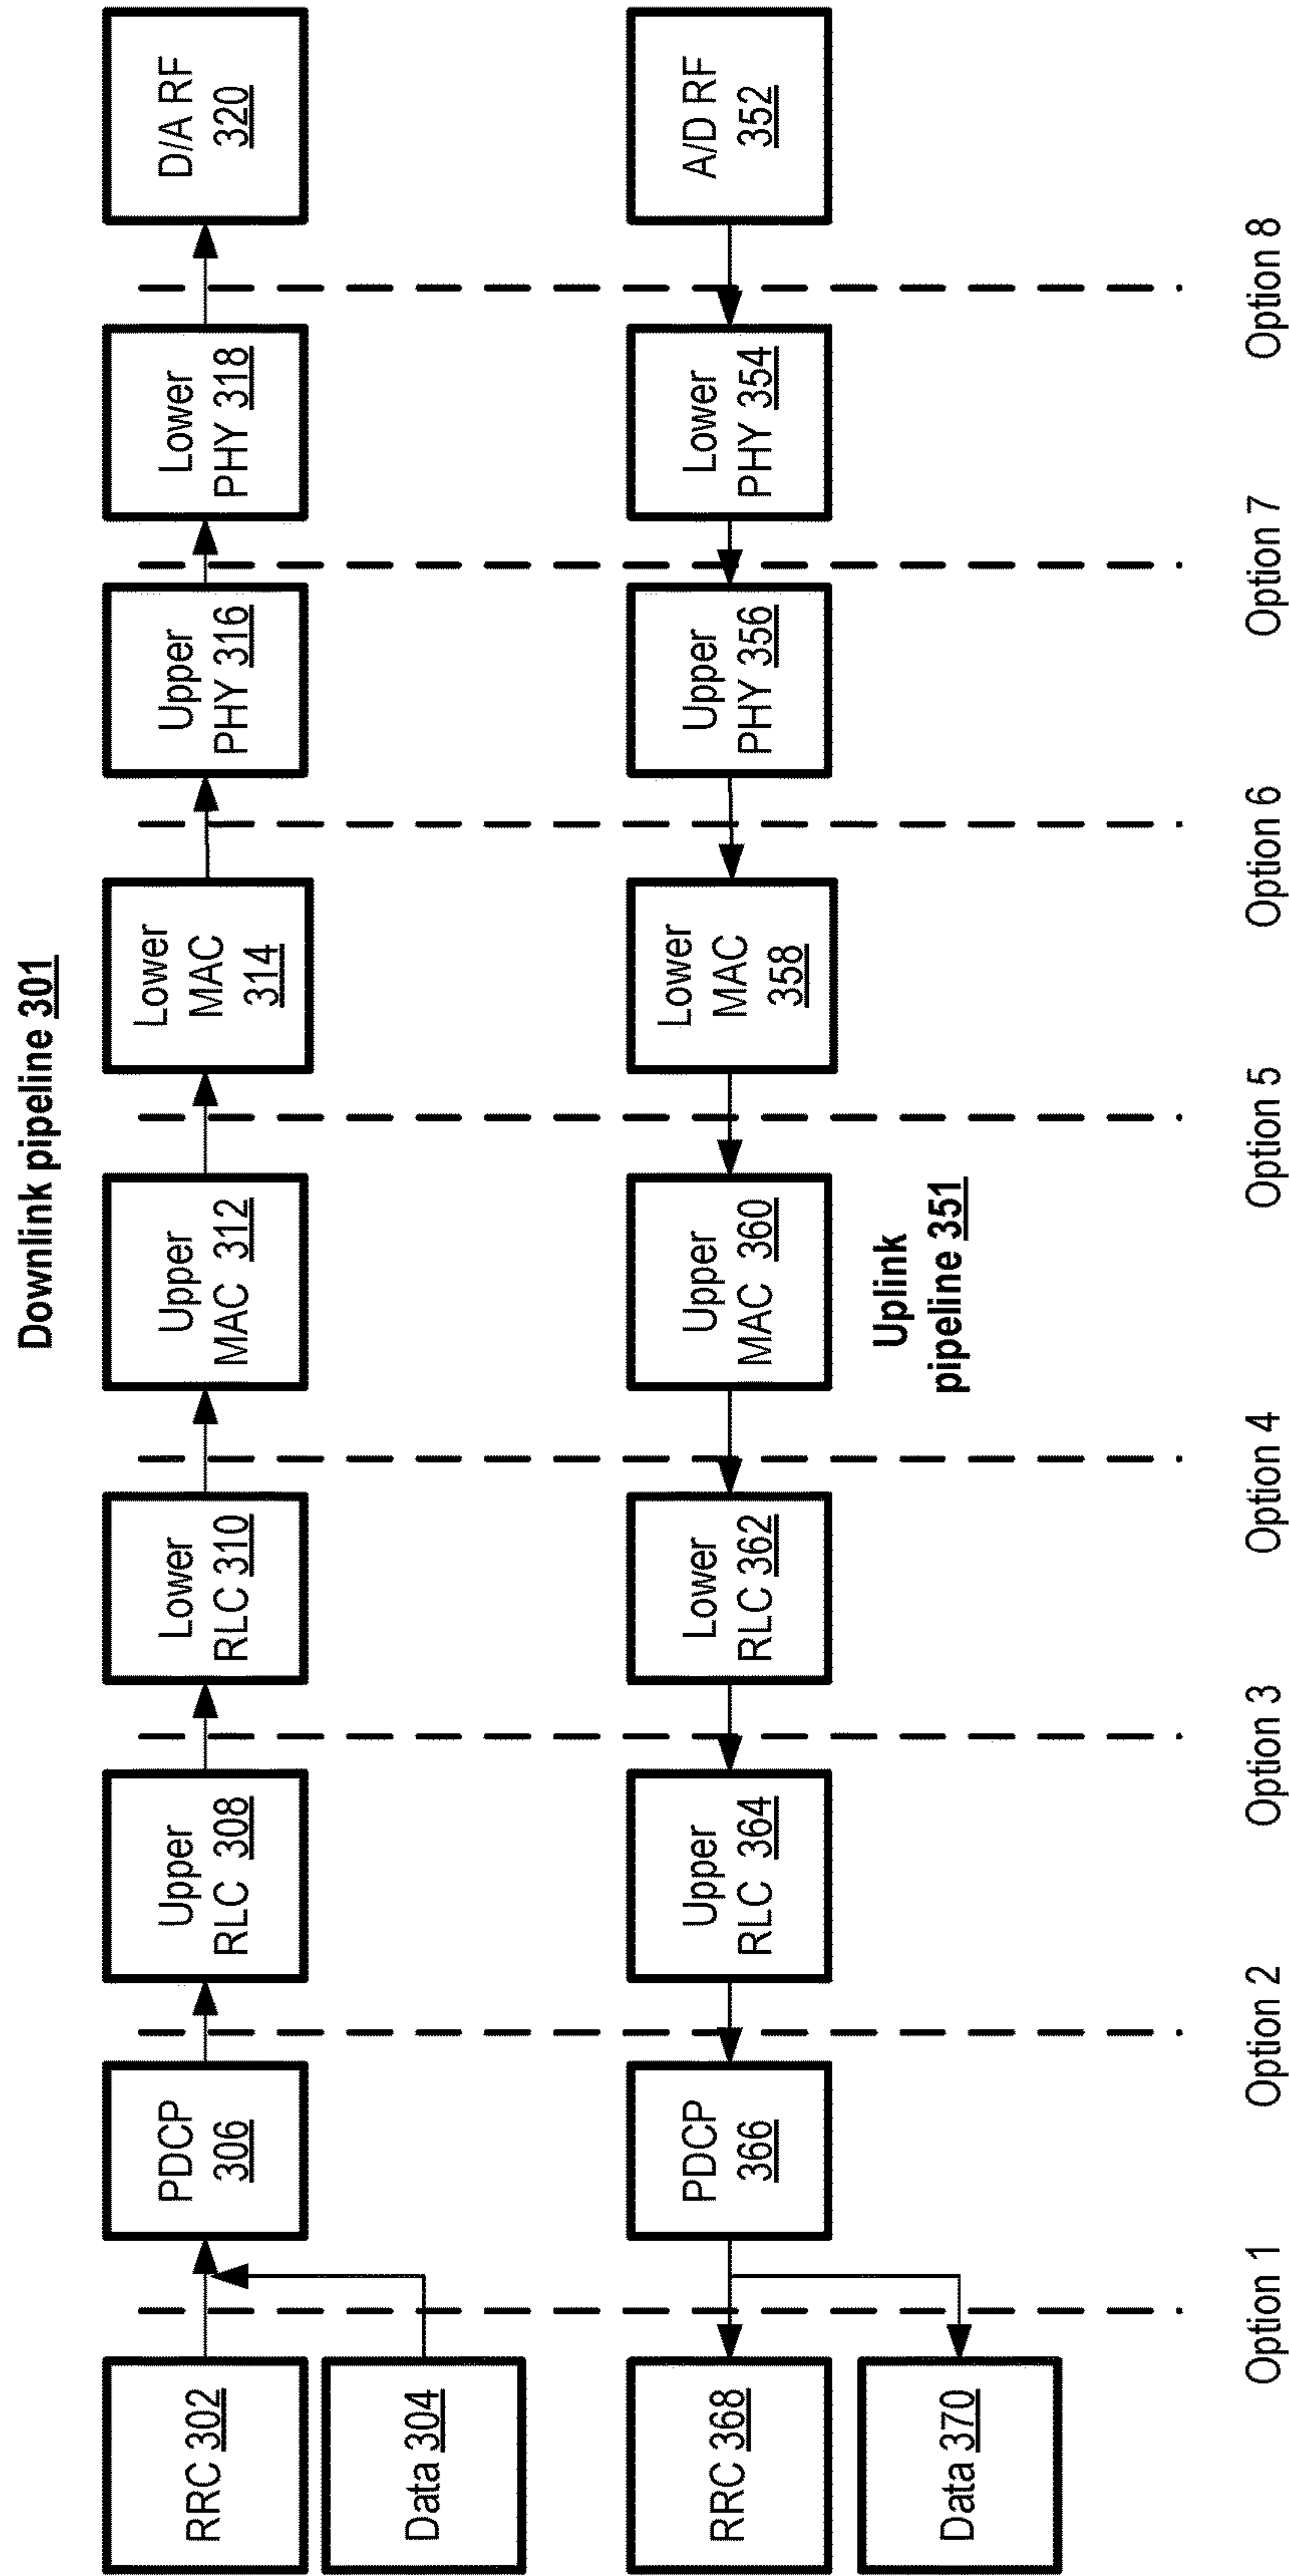 Downlink pipeline 301
RRC 302
Data 304
PDCP
306
Upper
RLC 308
Lower
RLC 310
Upper
MAC 312
Lower
MAC
314
Upper
PHY 316
Lower
PHY 318
D/A RF
320
RRC 368
Data 370
PDCP
366
Upper
RLC 364
Lower
RLC 362
Upper
MAC 360
Lower
MAC
358
Upper
PHY 356
Lower
PHY 354
A/D RF
352
Uplink
pipeline 351
Option 1
Option 2
Option 3
Option 4
Option 5
Option 6
Option 7
Option 8